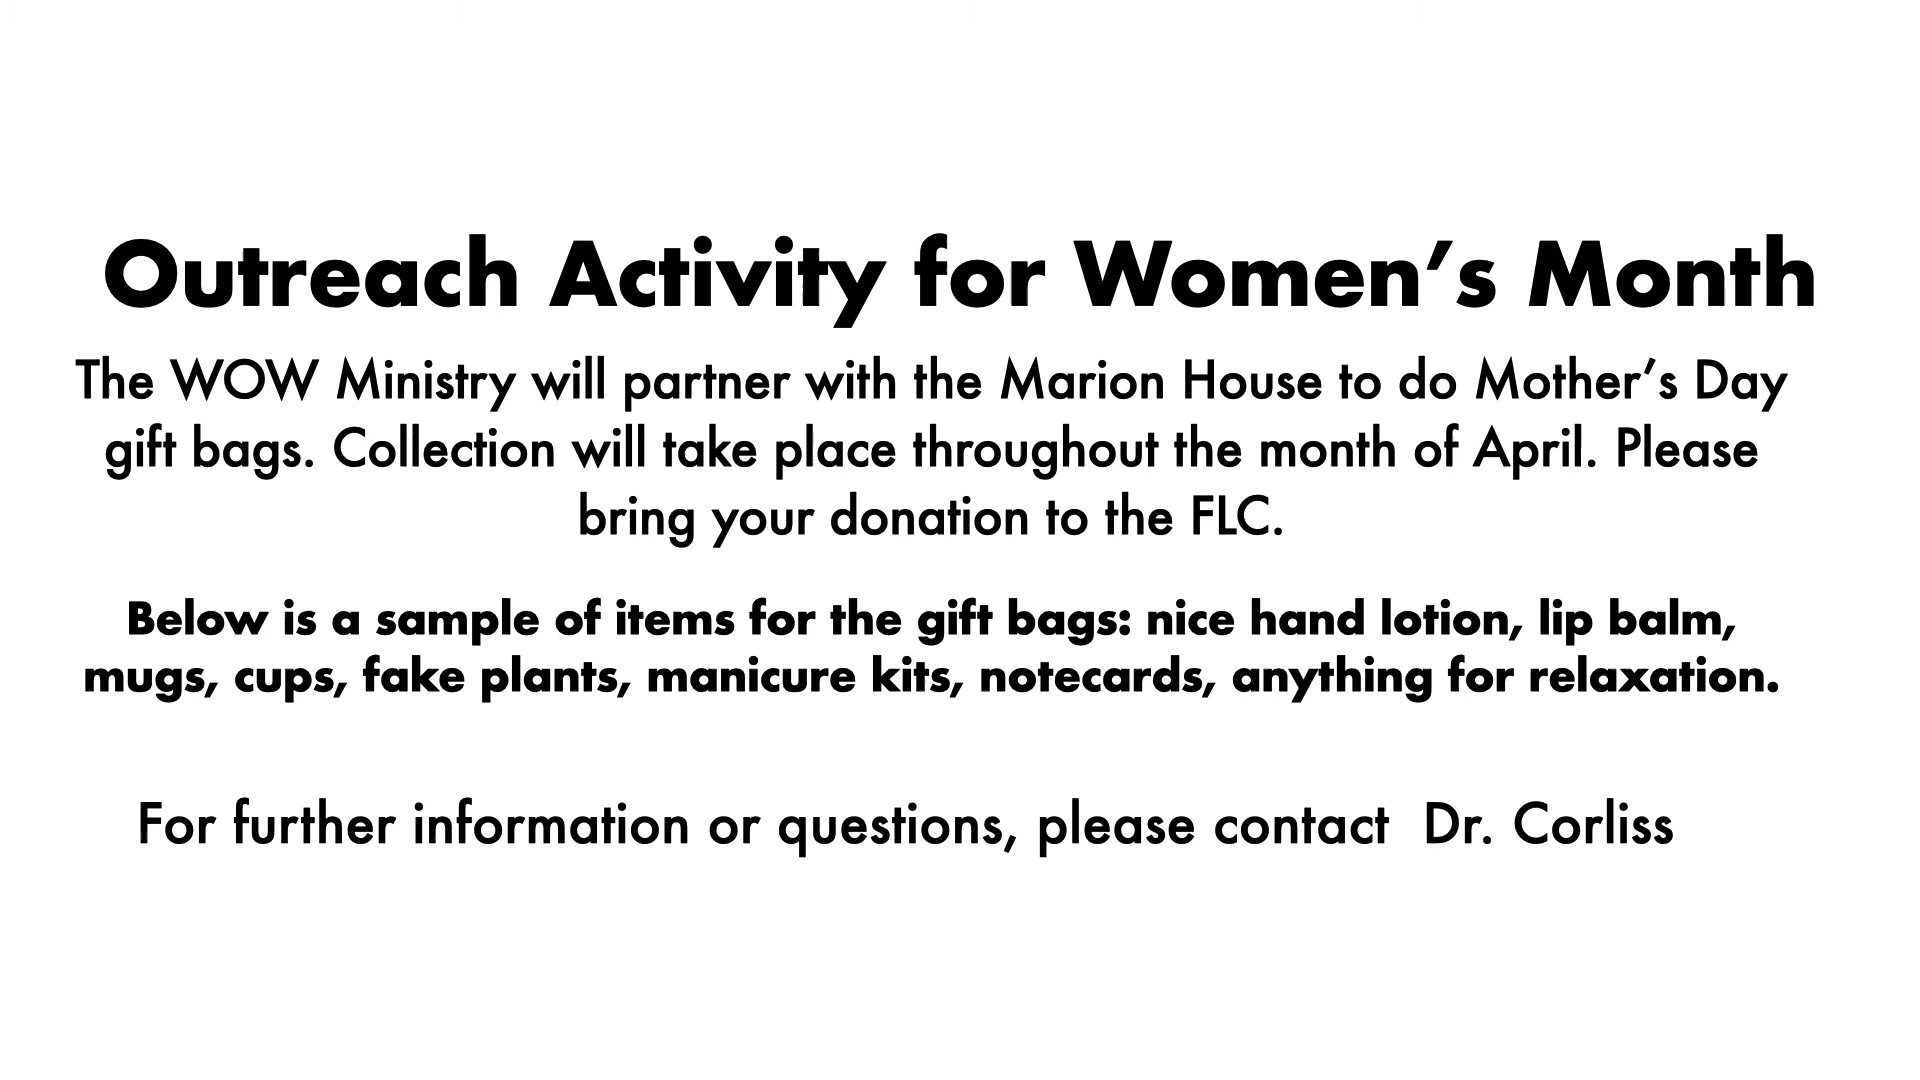 Outreach Activity for Women’s Month
The WOW Ministry will partner with the Marion House to do Mother’s Day
gift bags. Collection will take place throughout the month of April. Please
bring your donation to the FLC.
Below is a sample of items for the gift bags: nice hand lotion, lip balm,
mugs, cups, fake plants, manicure kits, notecards, anything for relaxation.
For further information or questions, please contact  Dr. Corliss